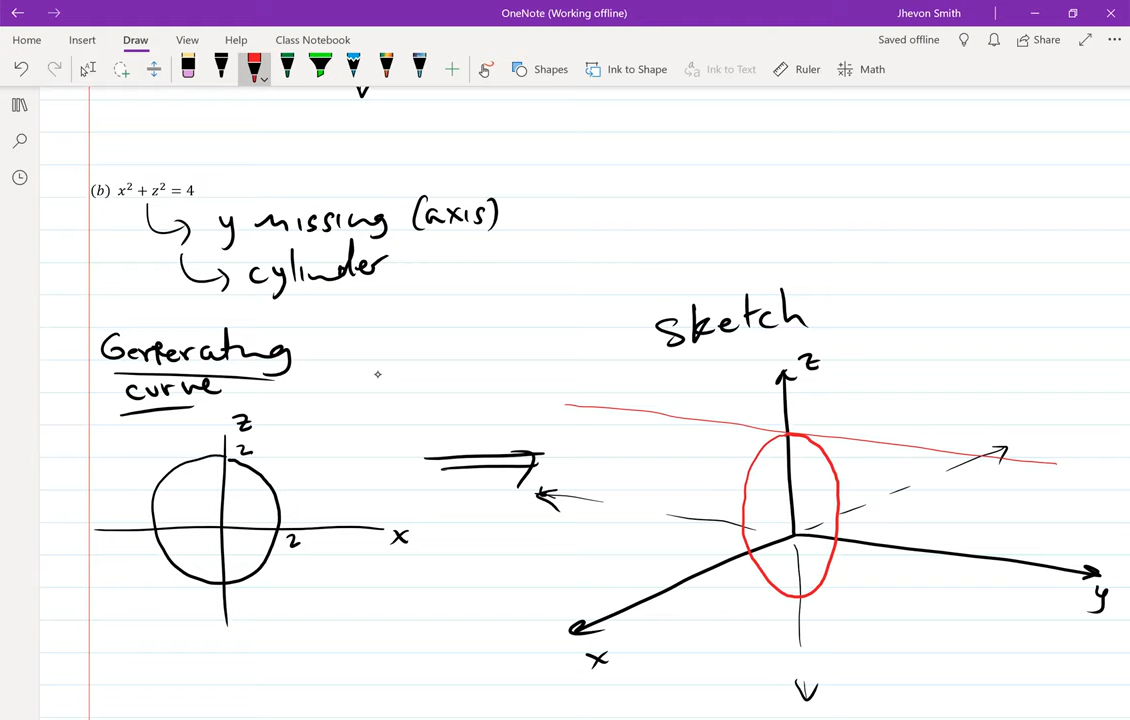 OneNote (Working offline)
Jhevon Smith
Home
Insert
Draw
View
Help
Class Notebook
Saved offline
Share
Shapes
Ink to Shape
Ink to Text
Ruler
Math
(b) x² + z² = 4
y missing (axis)
cylinder
Sketch
Generating
curve
z
2
2
x
z
y
x